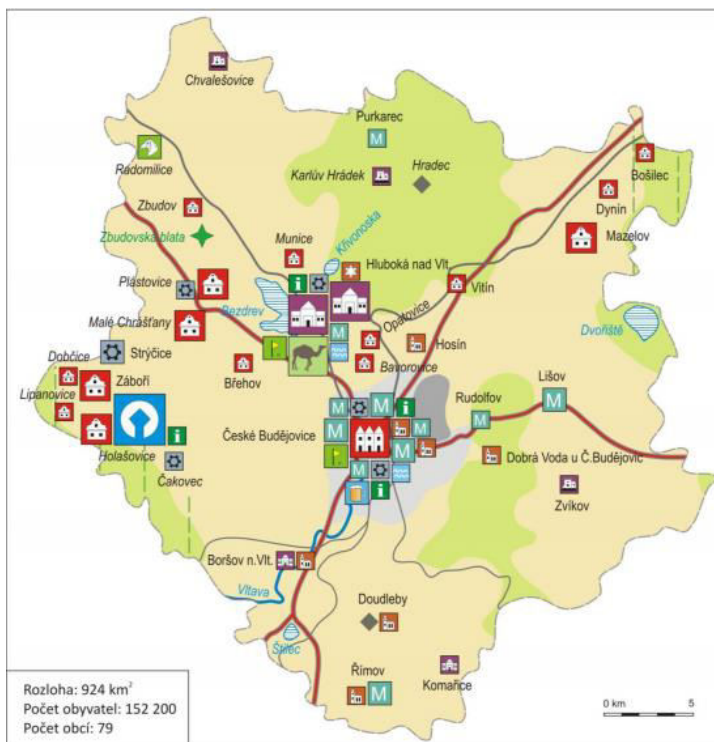 Chvalešovice
Purkarec
M
Radomilice
Karlův Hrádek
Hradec
Bošilec
Zbudov
Dynín
Zbudovská blata
Munice
Křivonoska
Mazelov
Hluboká nad Vlt.
Plástovice
i
Vitín
Bezdrev
Malé Chrášťany
M
Opatovice
Dvořiště
Hosín
Strýčice
Dobčice
Bavorovice
Břehov
Záboří
Lipanovice
Lišov
M
Rudolfov
M
M
M
i
České Budějovice
M
M
M
Holašovice
i
Dobrá Voda u Č.Budějovic
Čakovec
M
Zvíkov
i
Boršov n.Vlt.
Vltava
Doudleby
Štilec
Římov
M
Komařice
Rozloha: 924 km²
Počet obyvatel: 152 200
Počet obcí: 79
0 km 5